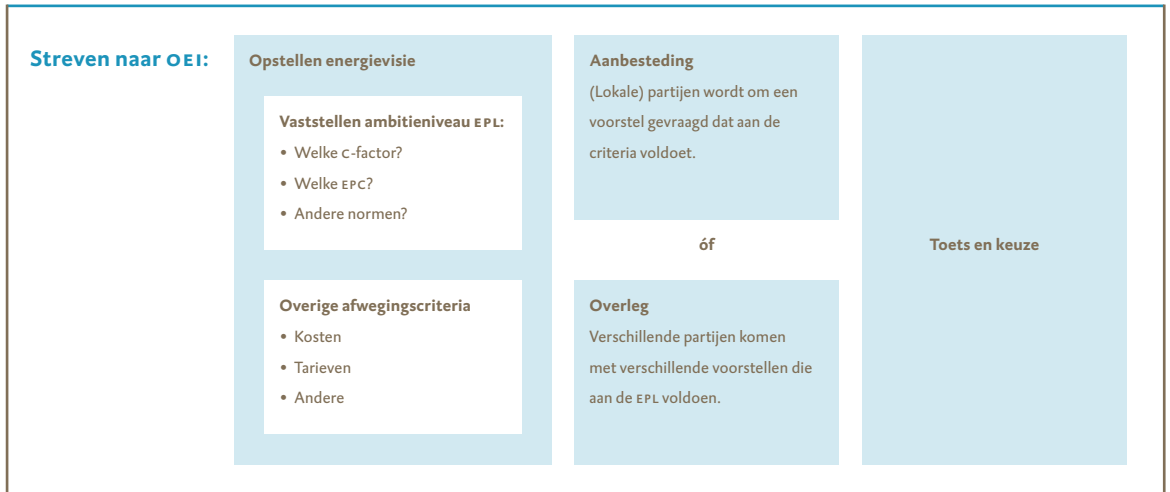 Streven naar OEI:
Opstellen energievisie
Vaststellen ambitieniveau EPL:
• Welke C-factor?
• Welke EPC?
• Andere normen?
Overige afwegingscriteria
• Kosten
• Tarieven
• Andere
Aanbesteding
(Lokale) partijen wordt om een
voorstel gevraagd dat aan de
criteria voldoet.
óf
Overleg
Verschillende partijen komen
met verschillende voorstellen die
aan de EPL voldoen.
Toets en keuze